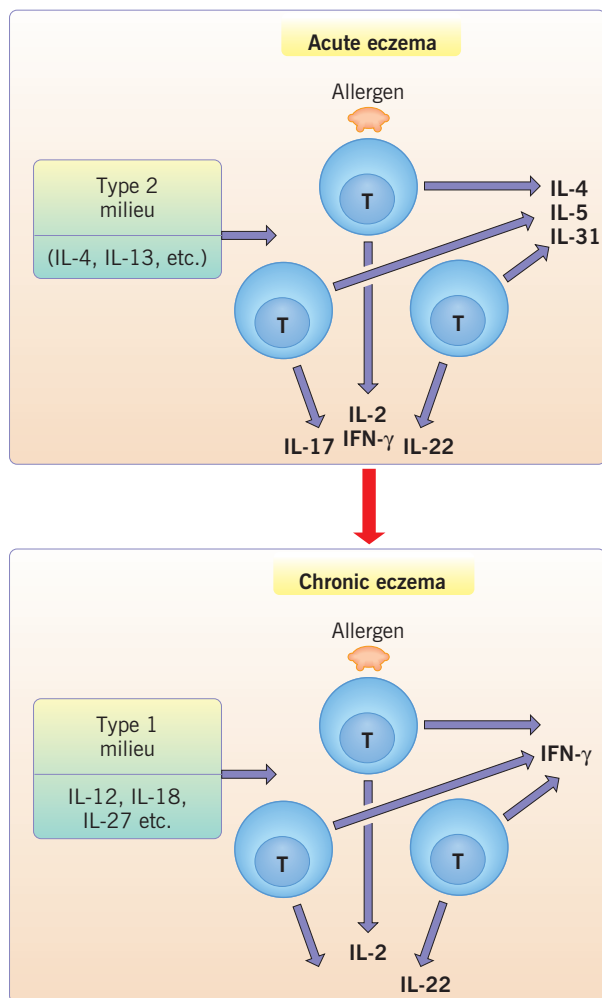 Acute eczema
Allergen
T
Type 2
milieu
(IL-4, IL-13, etc.)
IL-4
IL-5
IL-31
T
T
IL-2
IFN-γ
IL-17
IL-22
Chronic eczema
Allergen
T
Type 1
milieu
IL-12, IL-18,
IL-27 etc.
IFN-γ
T
T
IL-2
IL-22